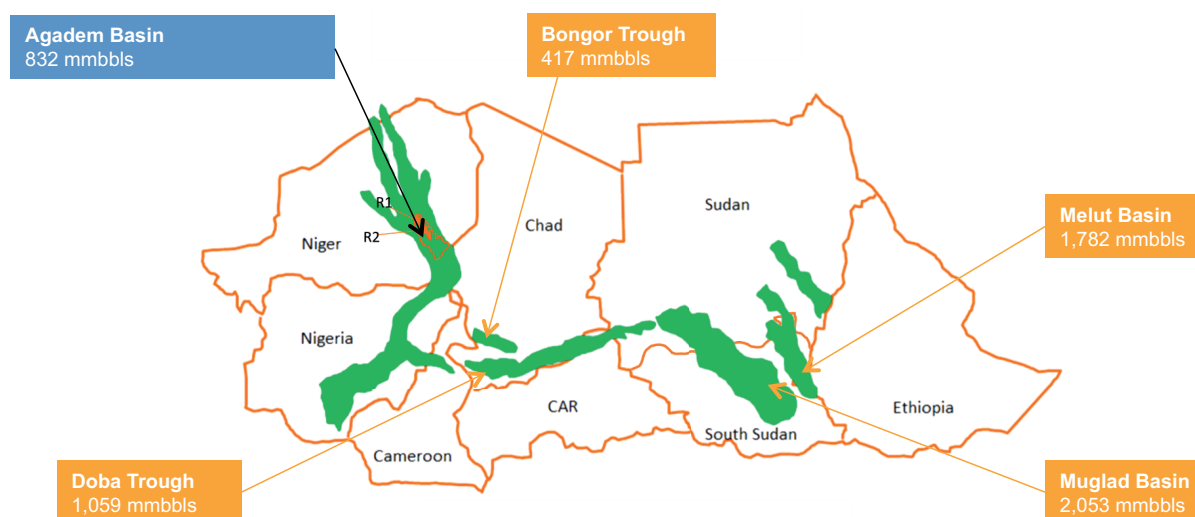 Agadem Basin
832 mmbbls
Bongor Trough
417 mmbbls
R1
R2
Niger
Chad
Sudan
Melut Basin
1,782 mmbbls
Nigeria
CAR
Ethiopia
South Sudan
Cameroon
Doba Trough
1,059 mmbbls
Muglad Basin
2,053 mmbbls